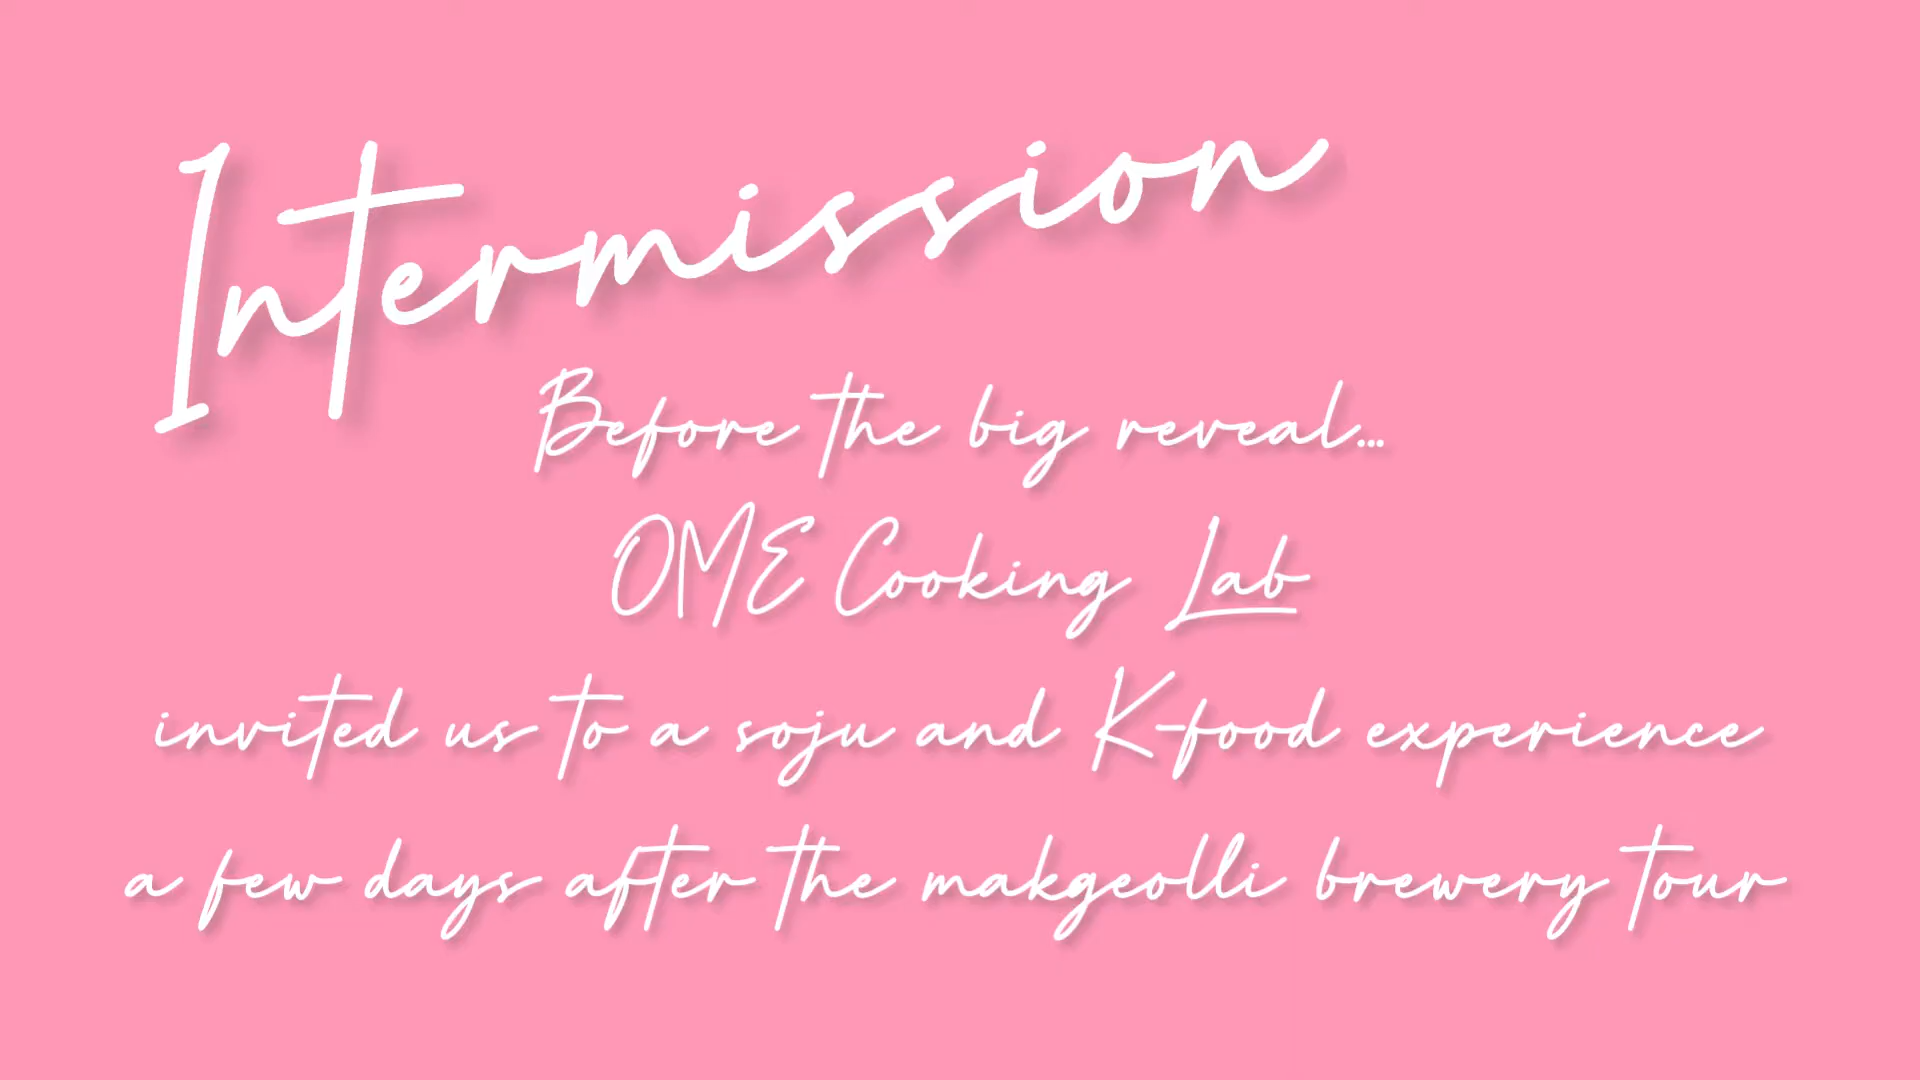 Intermission
Before the big reveal...
OME Cooking Lab
invited us to a soju and K-food experience
a few days after the makgeolli brewery tour